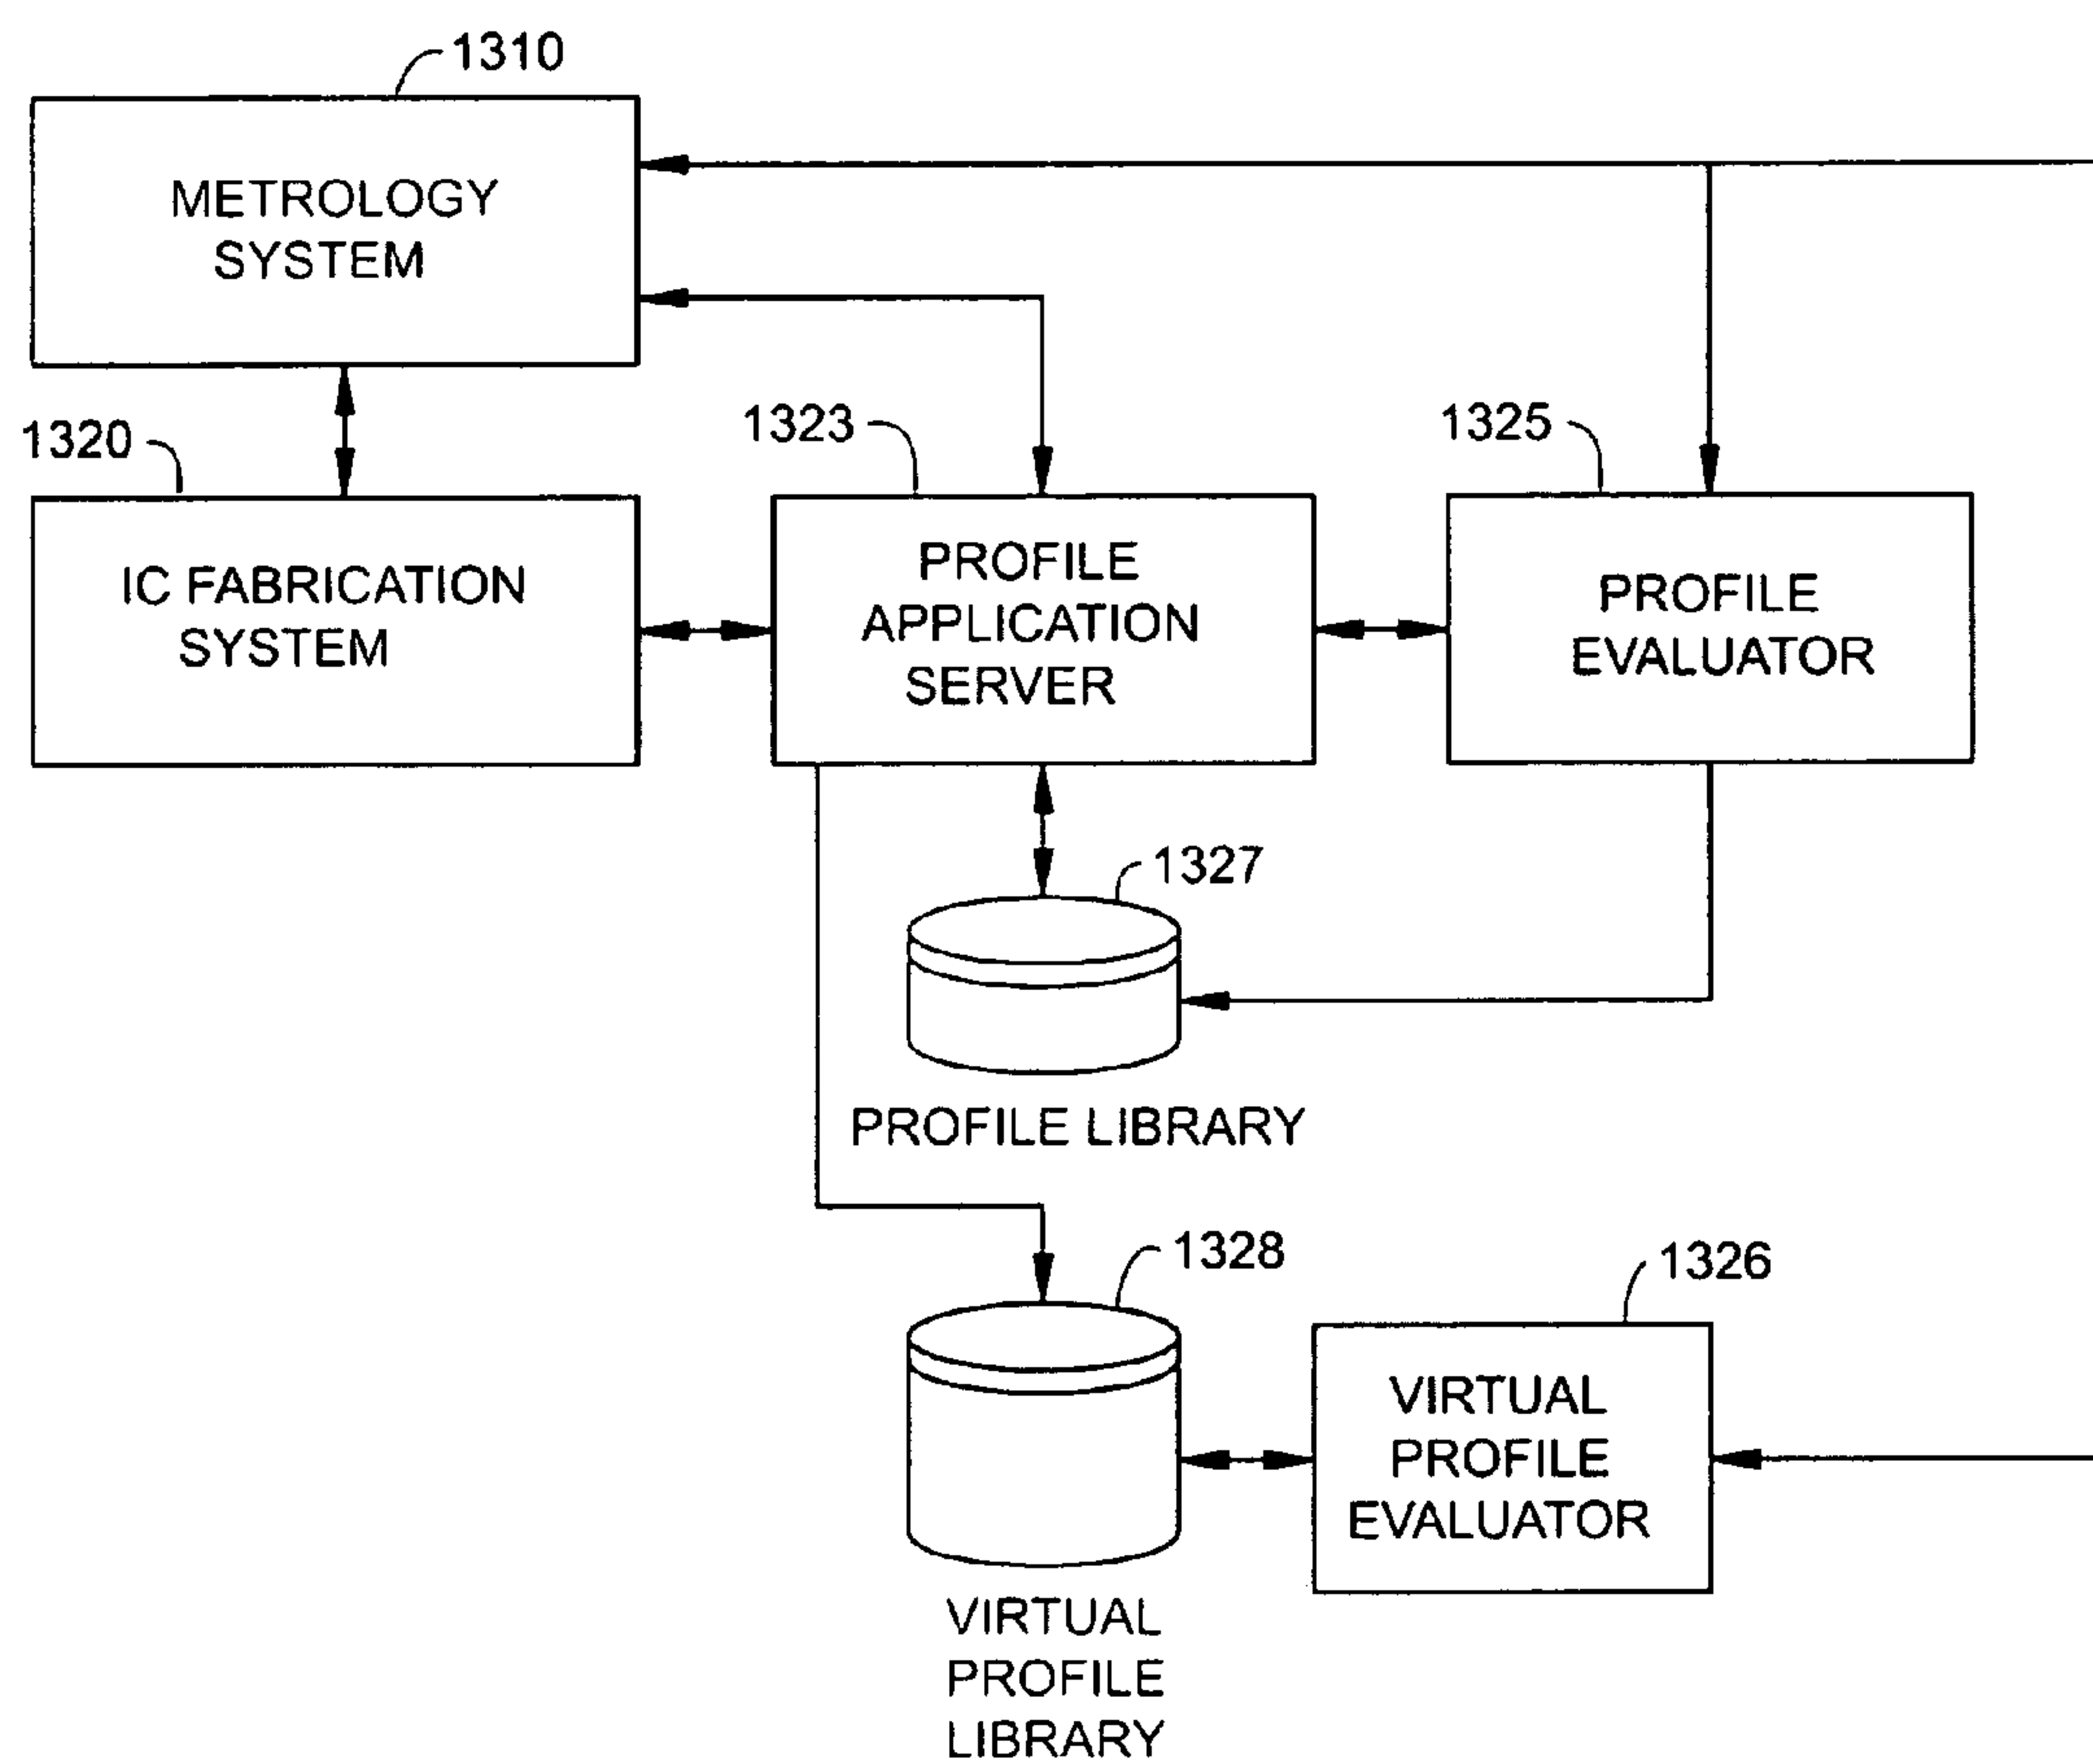 1310
METROLOGY
SYSTEM
1320
1323
1325
IC FABRICATION
SYSTEM
PROFILE
APPLICATION
SERVER
PROFILE
EVALUATOR
1327
PROFILE LIBRARY
1328
1326
VIRTUAL
PROFILE
EVALUATOR
VIRTUAL
PROFILE
LIBRARY